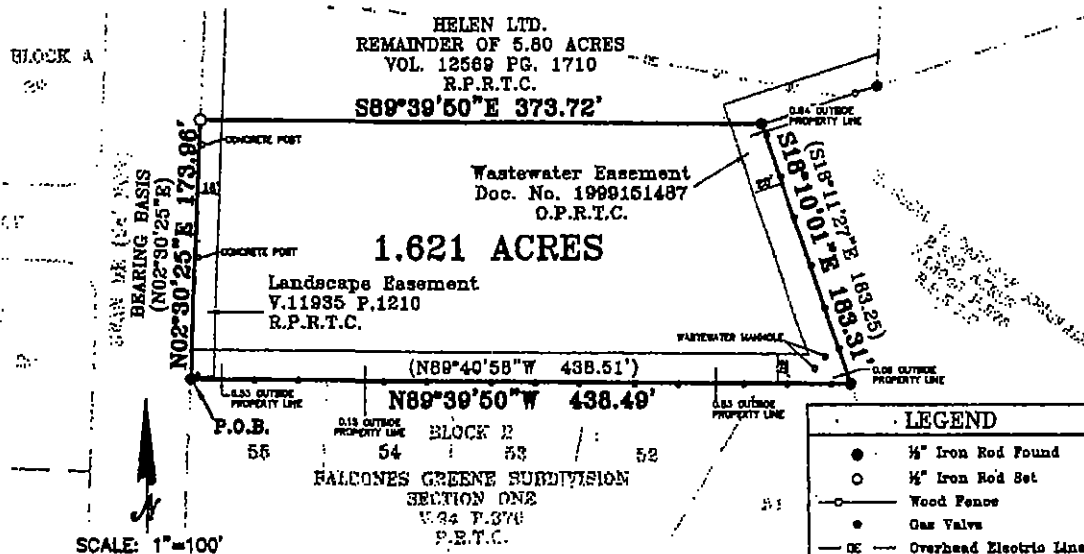 BLOCK A
HELEN LTD.
REMAINDER OF 5.80 ACRES
VOL. 12569 PG. 1710
R.P.R.T.C.
S89°39'50"E 373.72'
0.84' OUTSIDE
PROPERTY LINE
CONCRETE POST
Wastewater Easement
Doc. No. 1999151487
O.P.R.T.C.
S18°10'01"E 183.31'
(S18°11'27"E 183.25)
BEARING BASIS
(N02°30'25"E)
N02°30'25"E 173.96'
1.621 ACRES
CONCRETE POST
Landscape Easement
V.11935 P.1210
R.P.R.T.C.
WASTEWATER MANHOLE
(N89°40'58"W 438.51')
N89°39'50"W 438.49'
OUTSIDE
PROPERTY LINE
0.13 OUTSIDE
PROPERTY LINE
OUTSIDE
PROPERTY LINE
OUTSIDE
PROPERTY LINE
P.O.B.
BLOCK
55 54 53 52
51
FALCONES GREENE SUBDIVISION
SECTION ONE
V.94 P.370
P.R.T.C.
N
SCALE: 1"=100'
LEGEND
½" Iron Rod Found
½" Iron Rod Set
Wood Fence
Gas Valve
OE Overhead Electric Line